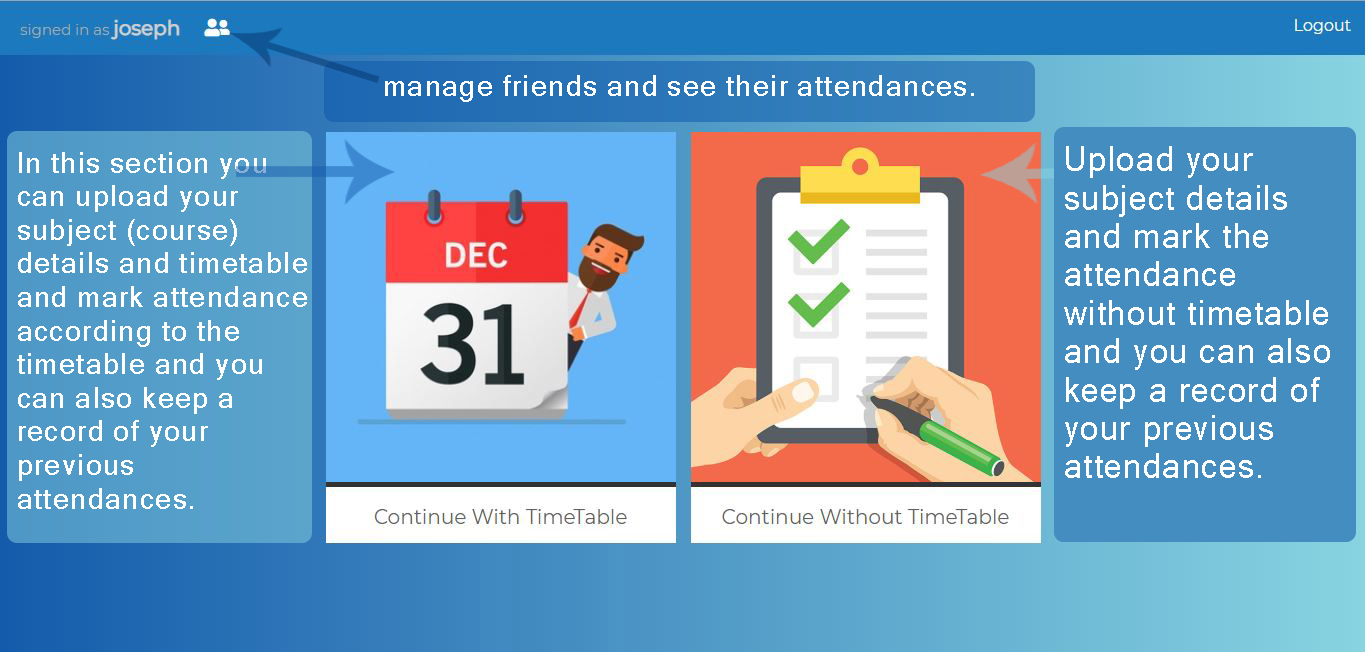 signed in as joseph
Logout
manage friends and see their attendances.
In this section you
can upload your
subject (course)
details and timetable
and mark attendance
according to the
timetable and you
can also keep a
record of your
previous
attendances.
DEC
31
Continue With TimeTable
Continue Without TimeTable
Upload your
subject details
and mark the
attendance
without timetable
and you can also
keep a record of
your previous
attendances.